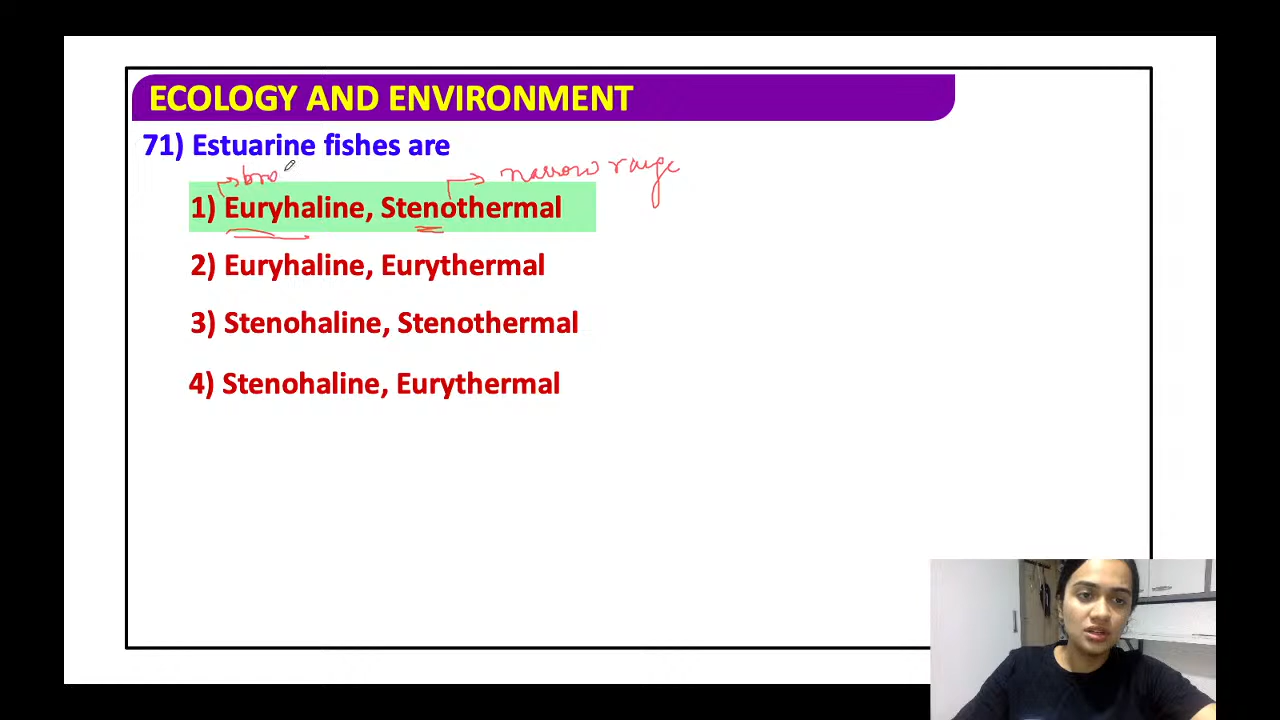 ECOLOGY AND ENVIRONMENT
71) Estuarine fishes are
bro narrow range
1) Euryhaline, Stenothermal
2) Euryhaline, Eurythermal
3) Stenohaline, Stenothermal
4) Stenohaline, Eurythermal